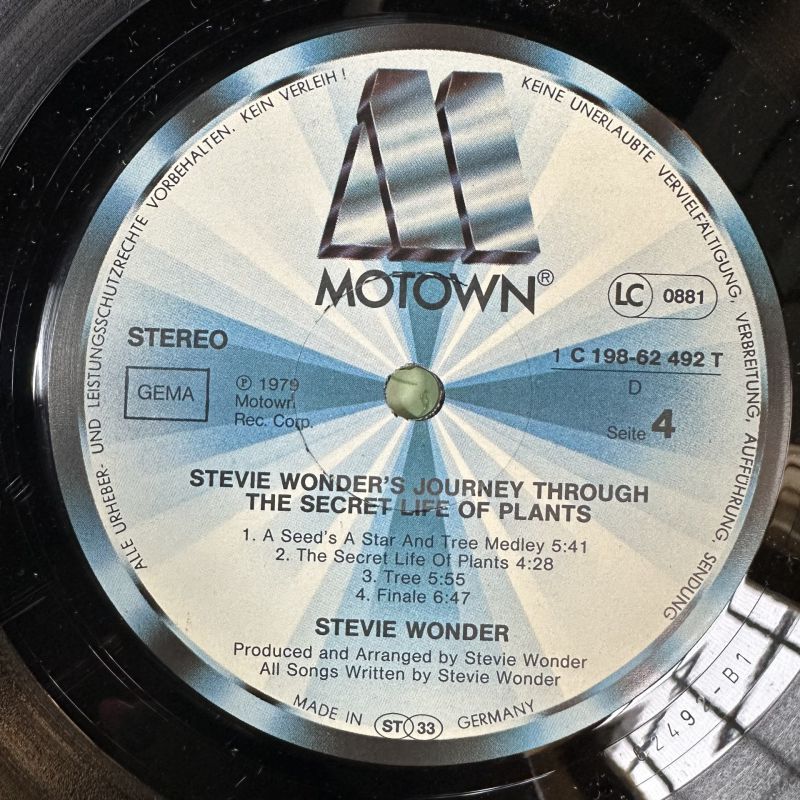 ALLE URHEBER- UND LEISTUNGSSCHUTZRECHTE VORBEHALTEN. KEIN VERLEIH!
KEINE UNERLAUBTE VERVIELFÄLTIGUNG, VERBREITUNG, AUFFÜHRUNG, SENDUNG
MOTOWN®
LC 0881
STEREO
1 C 198-62 492 T
GEMA
D
℗ 1979
Motown
Rec. Corp.
Seite 4
STEVIE WONDER'S JOURNEY THROUGH
THE SECRET LIFE OF PLANTS
1. A Seed's A Star And Tree Medley 5:41
2. The Secret Life Of Plants 4:28
3. Tree 5:55
4. Finale 6:47
STEVIE WONDER
Produced and Arranged by Stevie Wonder
All Songs Written by Stevie Wonder
MADE IN ST 33 GERMANY
62492-B1